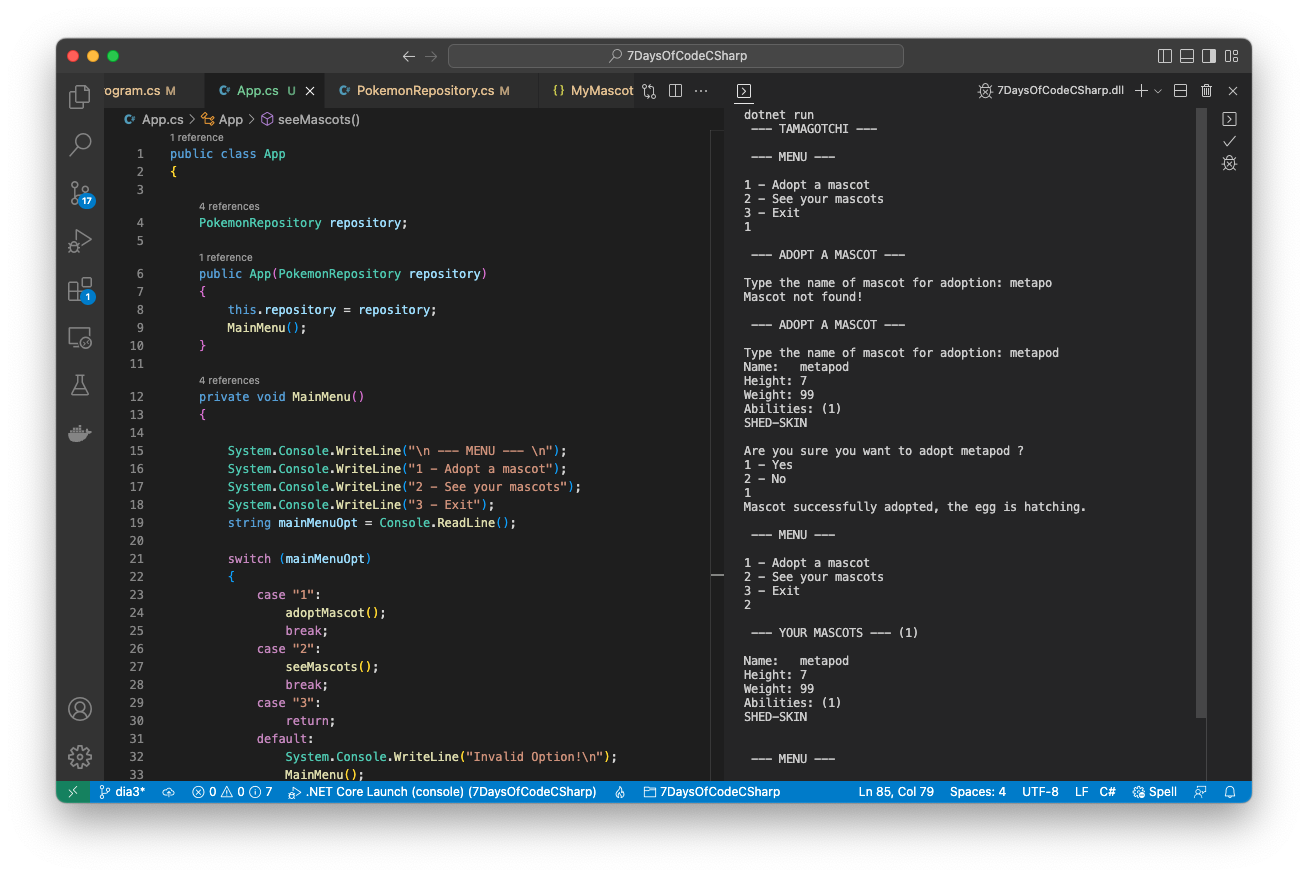 7DaysOfCodeCSharp
ogram.cs M
C# App.cs U
C# PokemonRepository.cs M
{} MyMascot
7DaysOfCodeCSharp.dll
C# App.cs > App > seeMascots()
1 reference
1 public class App
2 {
3
4 references
4 PokemonRepository repository;
5
1 reference
6 public App(PokemonRepository repository)
7 {
8 this.repository = repository;
9 MainMenu();
10 }
11
4 references
12 private void MainMenu()
13 {
14
15 System.Console.WriteLine("\n --- MENU --- \n");
16 System.Console.WriteLine("1 - Adopt a mascot");
17 System.Console.WriteLine("2 - See your mascots");
18 System.Console.WriteLine("3 - Exit");
19 string mainMenuOpt = Console.ReadLine();
20
21 switch (mainMenuOpt)
22 {
23 case "1":
24 adoptMascot();
25 break;
26 case "2":
27 seeMascots();
28 break;
29 case "3":
30 return;
31 default:
32 System.Console.WriteLine("Invalid Option!\n");
33 MainMenu();
17
1
dotnet run
--- TAMAGOTCHI ---
--- MENU ---
1 - Adopt a mascot
2 - See your mascots
3 - Exit
1
--- ADOPT A MASCOT ---
Type the name of mascot for adoption: metapo
Mascot not found!
--- ADOPT A MASCOT ---
Type the name of mascot for adoption: metapod
Name: metapod
Height: 7
Weight: 99
Abilities: (1)
SHED-SKIN
Are you sure you want to adopt metapod ?
1 - Yes
2 - No
1
Mascot successfully adopted, the egg is hatching.
--- MENU ---
1 - Adopt a mascot
2 - See your mascots
3 - Exit
2
--- YOUR MASCOTS --- (1)
Name: metapod
Height: 7
Weight: 99
Abilities: (1)
SHED-SKIN
--- MENU ---
dia3* 0 0 7 .NET Core Launch (console) (7DaysOfCodeCSharp) 7DaysOfCodeCSharp Ln 85, Col 79 Spaces: 4 UTF-8 LF C# Spell